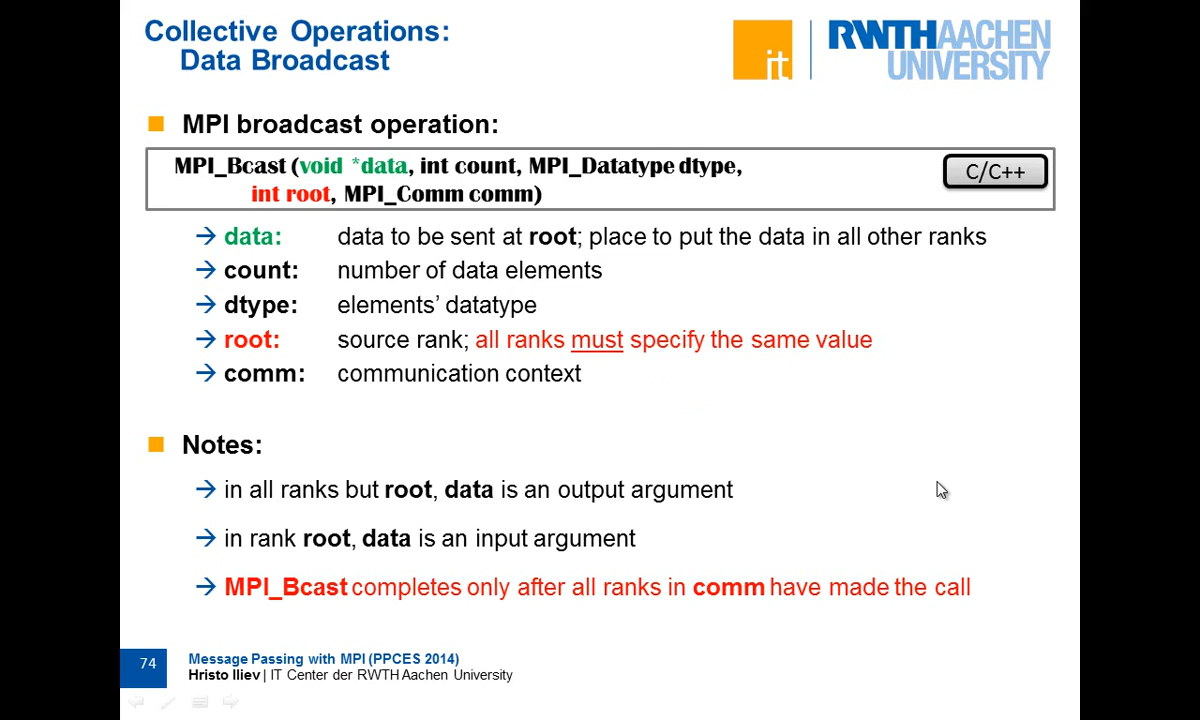 Collective Operations:
Data Broadcast
it
RWTHAACHEN
UNIVERSITY
MPI broadcast operation:
MPI_Bcast (void *data, int count, MPI_Datatype dtype,
int root, MPI_Comm comm)
C/C++
→ data: data to be sent at root; place to put the data in all other ranks
→ count: number of data elements
→ dtype: elements’ datatype
→ root: source rank; all ranks must specify the same value
→ comm: communication context
Notes:
→ in all ranks but root, data is an output argument
→ in rank root, data is an input argument
→ MPI_Bcast completes only after all ranks in comm have made the call
74
Message Passing with MPI (PPCES 2014)
Hristo Iliev | IT Center der RWTH Aachen University